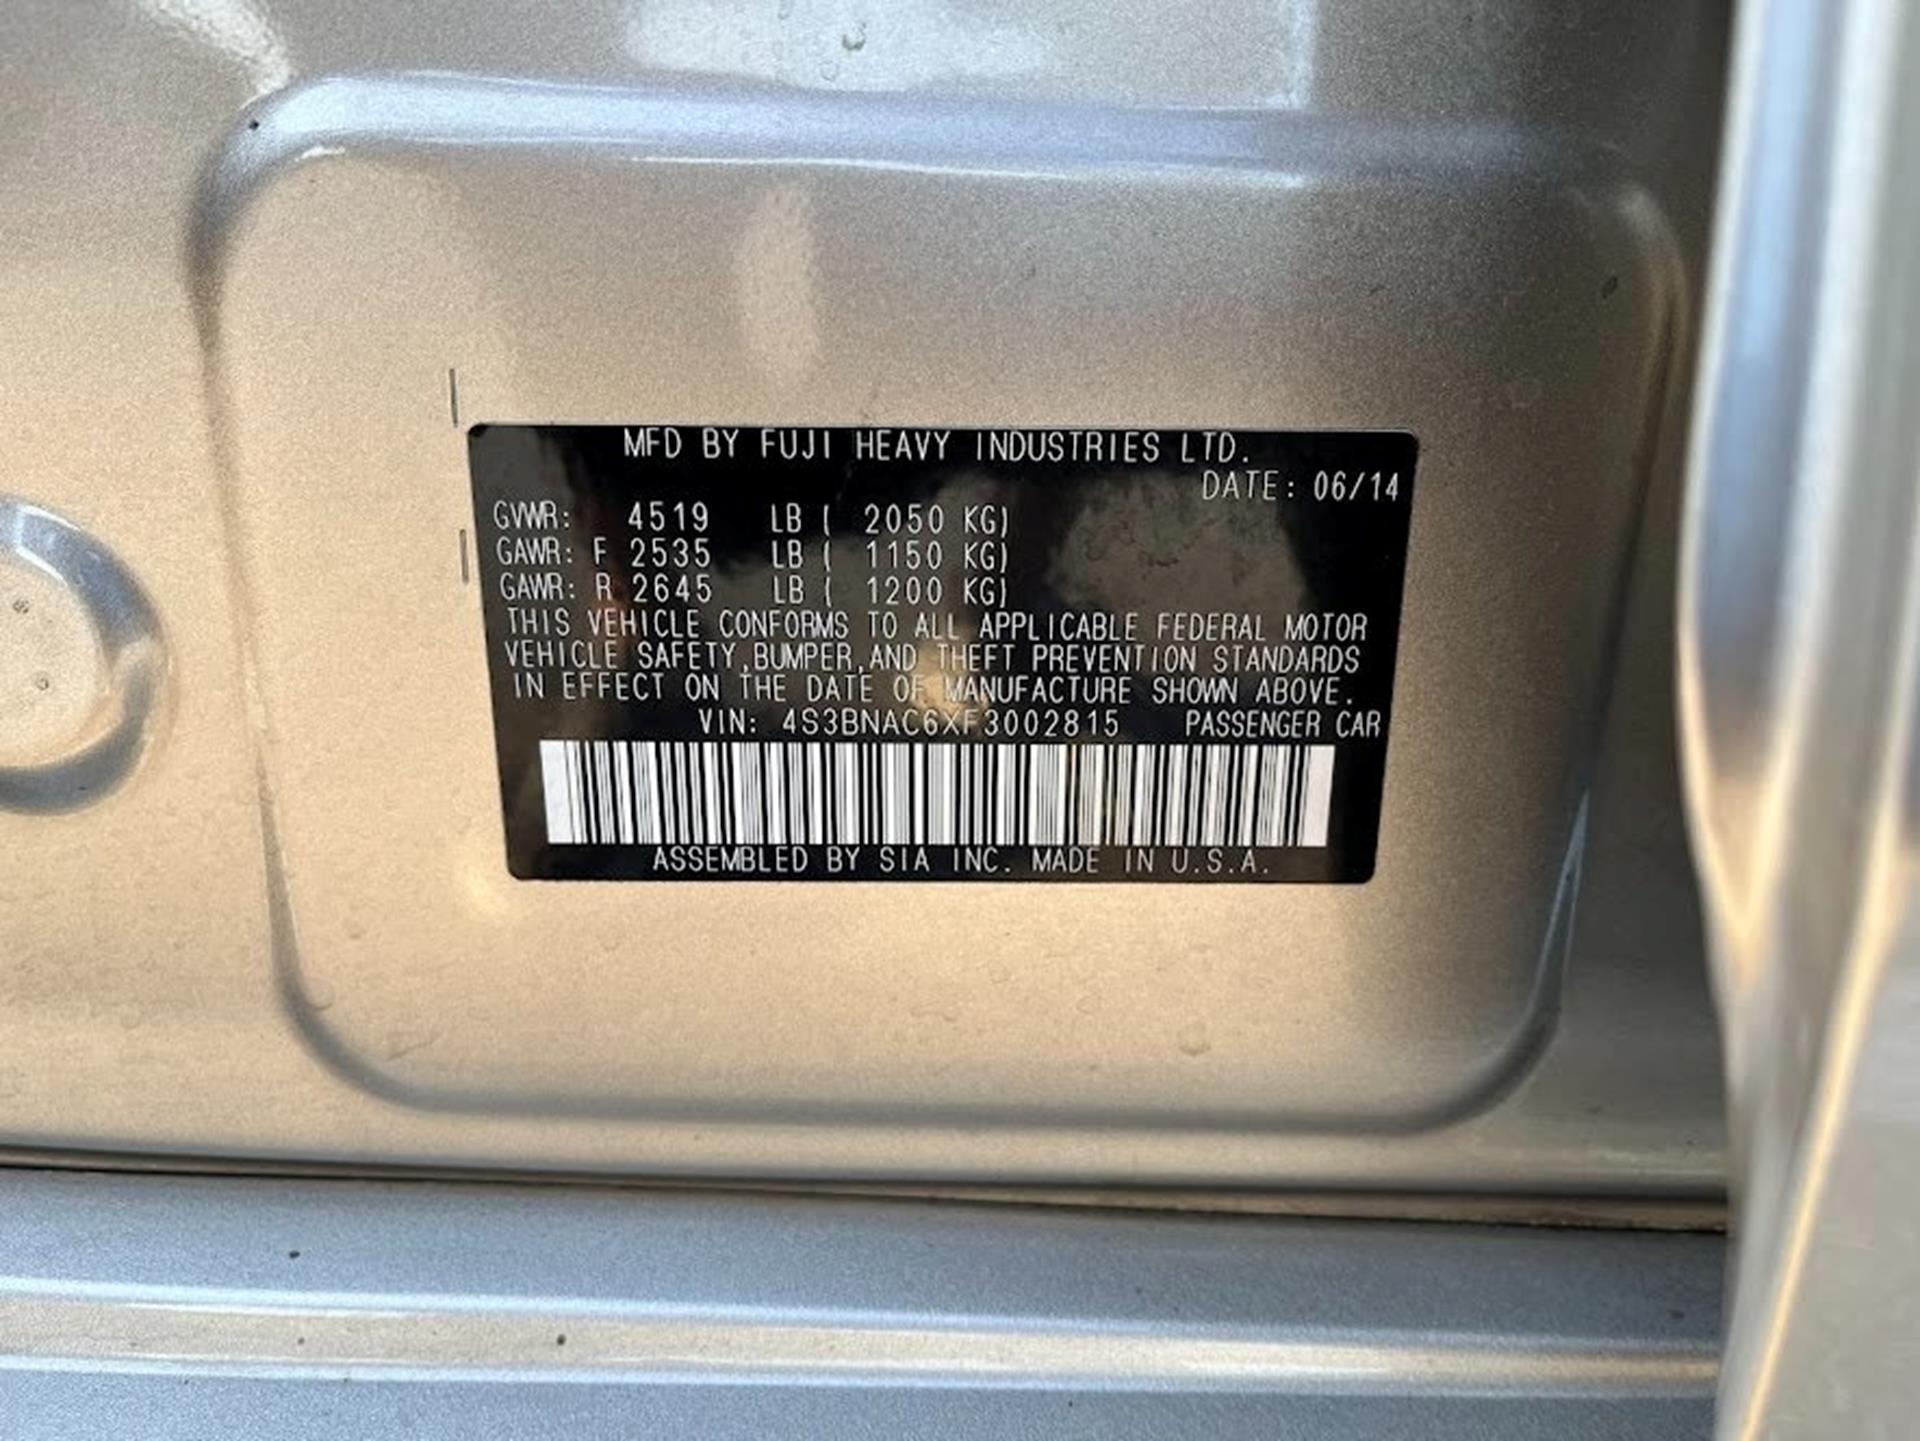 MFD BY FUJI HEAVY INDUSTRIES LTD.
DATE: 06/14
GVWR: 4519 LB ( 2050 KG)
GAWR: F 2535 LB ( 1150 KG)
GAWR: R 2645 LB ( 1200 KG)
THIS VEHICLE CONFORMS TO ALL APPLICABLE FEDERAL MOTOR
VEHICLE SAFETY,BUMPER,AND THEFT PREVENTION STANDARDS
IN EFFECT ON THE DATE OF MANUFACTURE SHOWN ABOVE.
VIN: 4S3BNAC6XF3002815 PASSENGER CAR
ASSEMBLED BY SIA INC. MADE IN U.S.A.